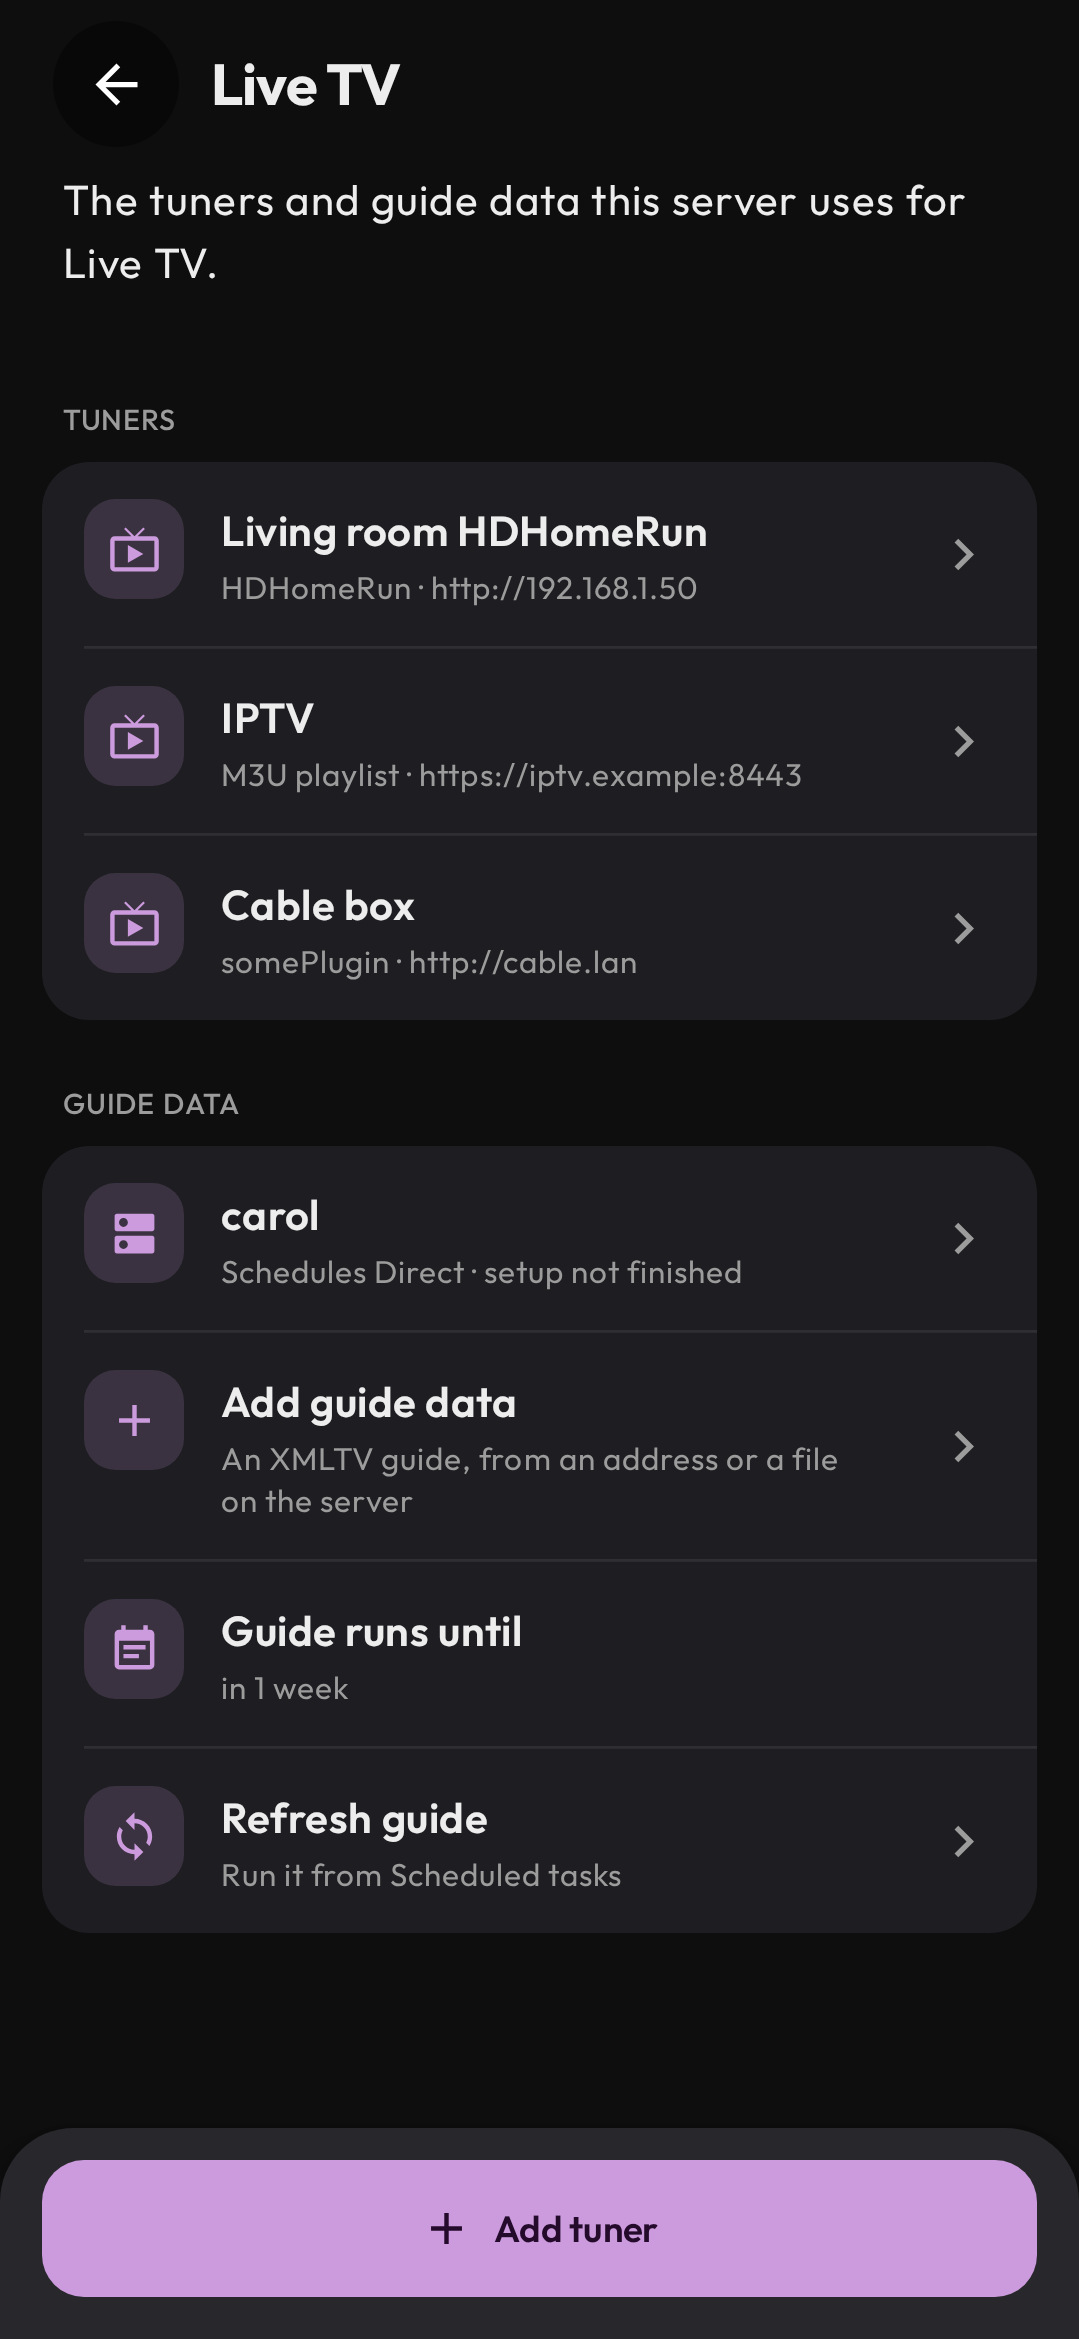 Live TV
The tuners and guide data this server uses for
Live TV.
TUNERS
Living room HDHomeRun
HDHomeRun · http://192.168.1.50
IPTV
M3U playlist · https://iptv.example:8443
Cable box
somePlugin · http://cable.lan
GUIDE DATA
carol
Schedules Direct · setup not finished
Add guide data
An XMLTV guide, from an address or a file
on the server
Guide runs until
in 1 week
Refresh guide
Run it from Scheduled tasks
Add tuner